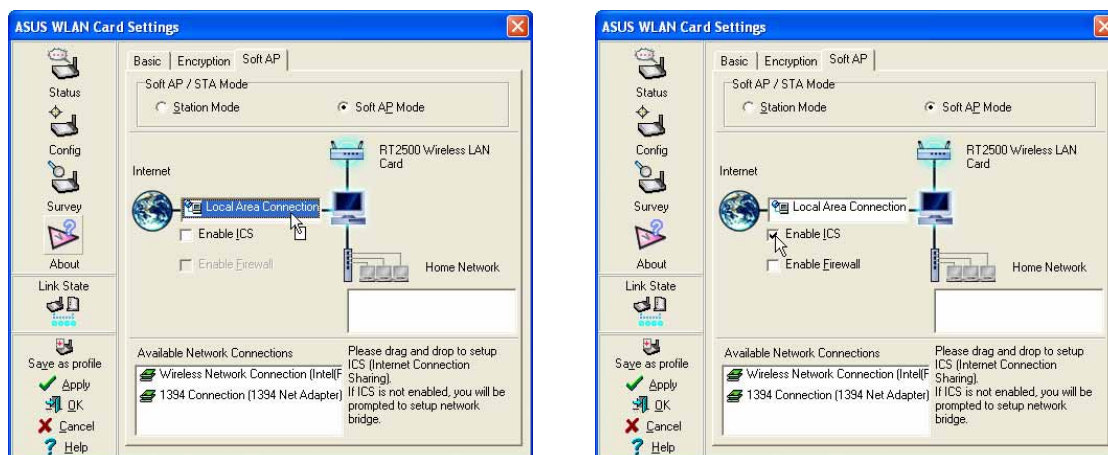 ASUS WLAN Card Settings
Status
Config
Survey
About
Link State
Save as profile
Apply
OK
Cancel
Help
Basic
Encryption
Soft AP
Soft AP / STA Mode
Station Mode
Soft AP Mode
RT2500 Wireless LAN
Card
Internet
Local Area Connection
Enable ICS
Enable Firewall
Home Network
Available Network Connections
Wireless Network Connection (Intel(F
1394 Connection (1394 Net Adapter)
Please drag and drop to setup
ICS (Internet Connection
Sharing).
If ICS is not enabled, you will be
prompted to setup network
bridge.
ASUS WLAN Card Settings
Status
Config
Survey
About
Link State
Save as profile
Apply
OK
Cancel
Help
Basic
Encryption
Soft AP
Soft AP / STA Mode
Station Mode
Soft AP Mode
RT2500 Wireless LAN
Card
Internet
Local Area Connection
Enable ICS
Enable Firewall
Home Network
Available Network Connections
Wireless Network Connection (Intel(F
1394 Connection (1394 Net Adapter)
Please drag and drop to setup
ICS (Internet Connection
Sharing).
If ICS is not enabled, you will be
prompted to setup network
bridge.